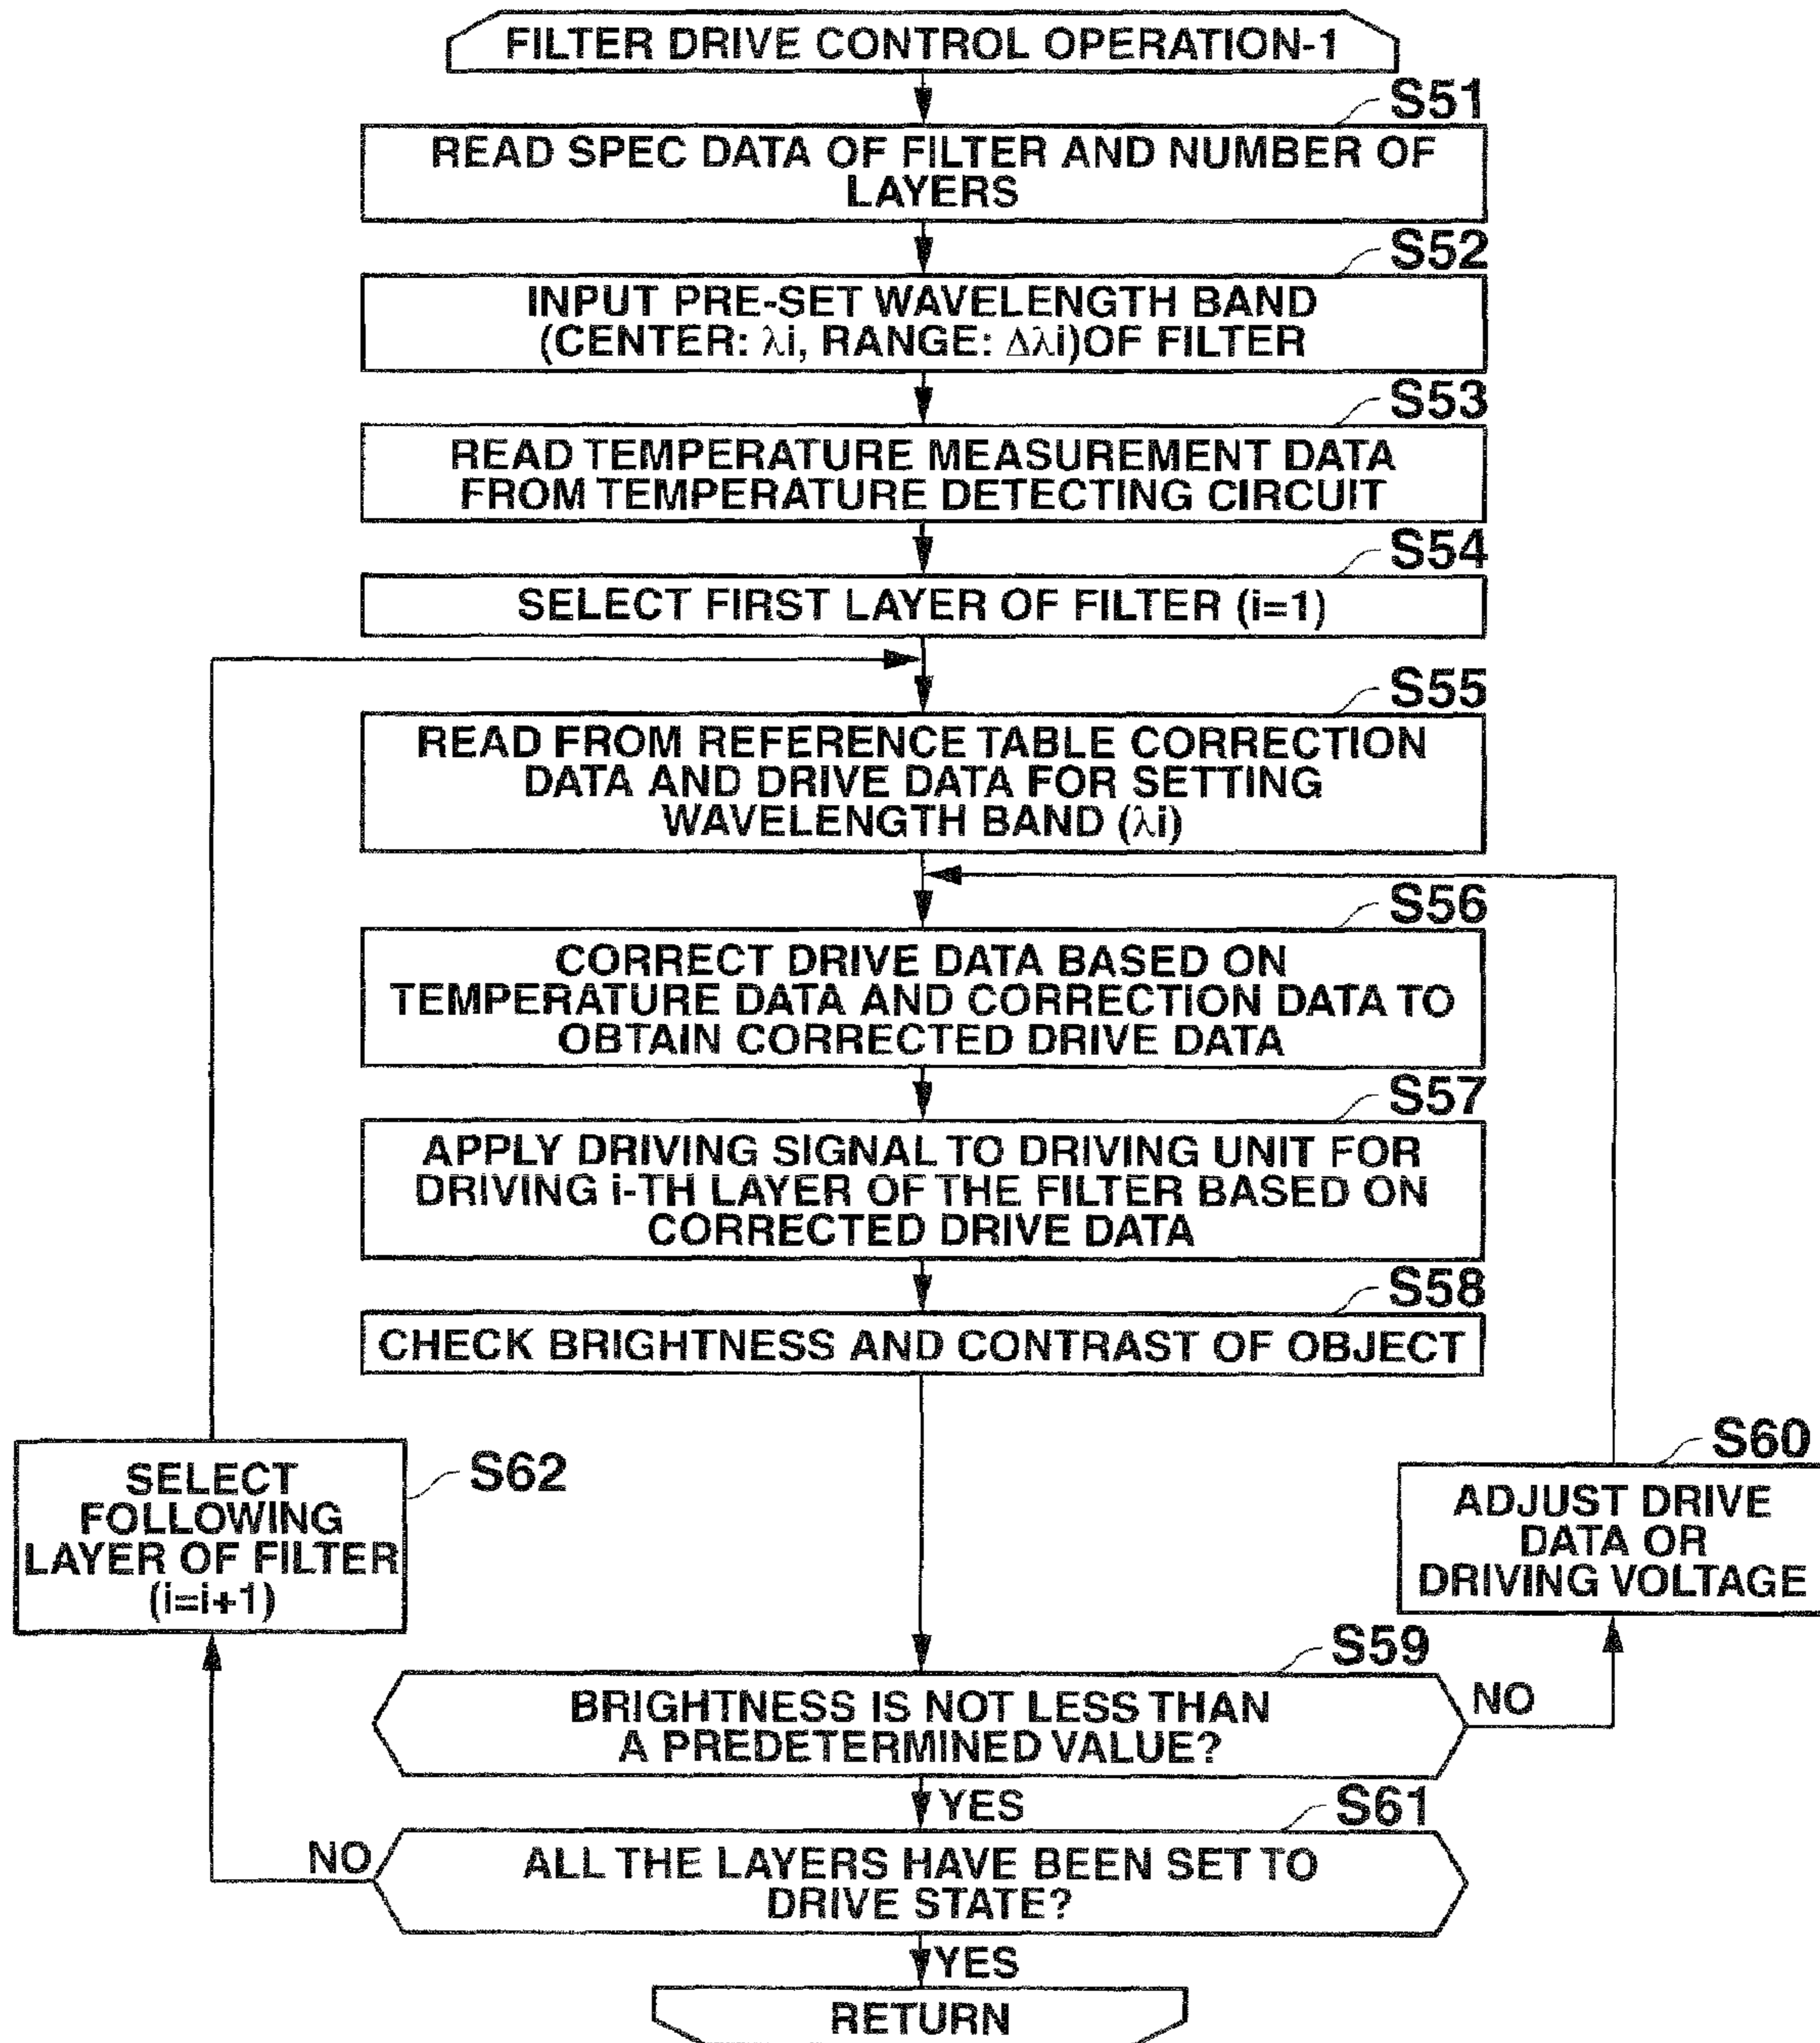 FILTER DRIVE CONTROL OPERATION-1
S51
READ SPEC DATA OF FILTER AND NUMBER OF
LAYERS
S52
INPUT PRE-SET WAVELENGTH BAND
(CENTER: λi, RANGE: Δλi)OF FILTER
S53
READ TEMPERATURE MEASUREMENT DATA
FROM TEMPERATURE DETECTING CIRCUIT
S54
SELECT FIRST LAYER OF FILTER (i=1)
S55
READ FROM REFERENCE TABLE CORRECTION
DATA AND DRIVE DATA FOR SETTING
WAVELENGTH BAND (λi)
S56
CORRECT DRIVE DATA BASED ON
TEMPERATURE DATA AND CORRECTION DATA TO
OBTAIN CORRECTED DRIVE DATA
S57
APPLY DRIVING SIGNAL TO DRIVING UNIT FOR
DRIVING i-TH LAYER OF THE FILTER BASED ON
CORRECTED DRIVE DATA
S58
CHECK BRIGHTNESS AND CONTRAST OF OBJECT
S62
SELECT
FOLLOWING
LAYER OF FILTER
(i=i+1)
S60
ADJUST DRIVE
DATA OR
DRIVING VOLTAGE
S59
BRIGHTNESS IS NOT LESS THAN
A PREDETERMINED VALUE?
NO
YES
S61
NO
ALL THE LAYERS HAVE BEEN SET TO
DRIVE STATE?
YES
RETURN